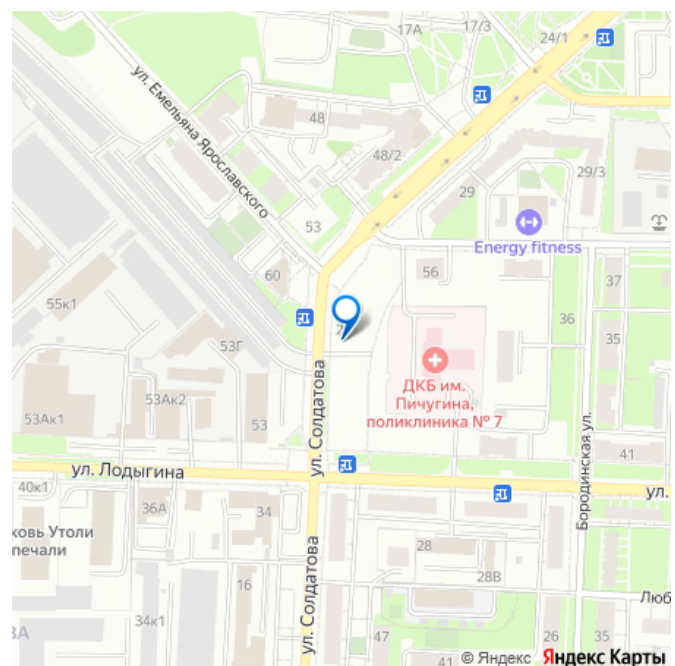 17А
17/3
24/1
ул. Емельяна Ярославского
48
48/2
29
29/3
53
Energy fitness
60
56
37
55к1
36
35
53Г
ДКБ им.
Пичугина,
поликлиника № 7
53Ак1
53Ак2
53
ул. Солдатова
Бородинская ул.
41
ул. Лодыгина
ул.
40к1
36А
34
ховь Утоли
печали
28
28В
16
ул. Солдатова
Люб
34к1
47
41
26
35
© Яндекс Яндекс Карты